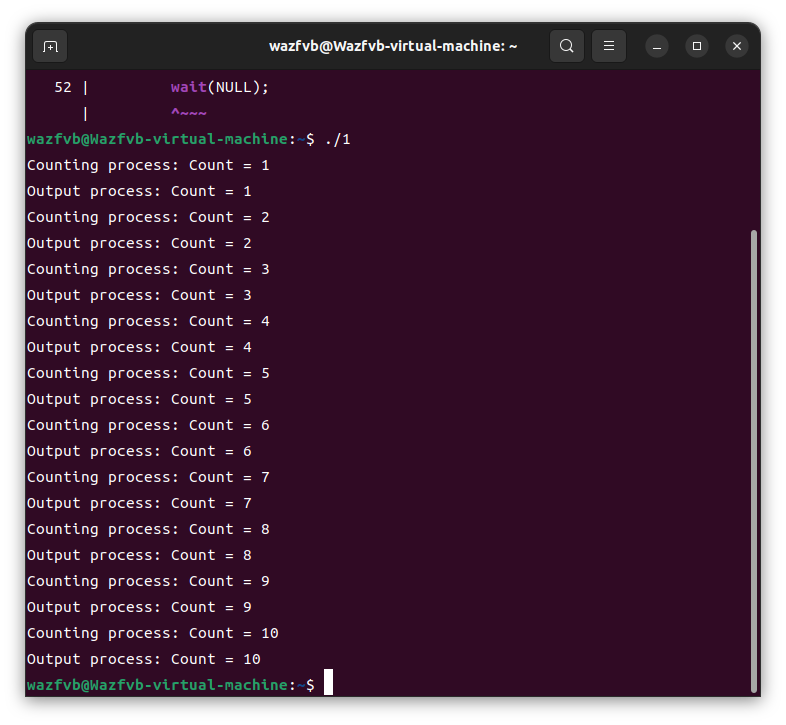 wazfvb@Wazfvb-virtual-machine: ~
   52 |         wait(NULL);
      |         ^~~~
wazfvb@Wazfvb-virtual-machine:~$ ./1
Counting process: Count = 1
Output process: Count = 1
Counting process: Count = 2
Output process: Count = 2
Counting process: Count = 3
Output process: Count = 3
Counting process: Count = 4
Output process: Count = 4
Counting process: Count = 5
Output process: Count = 5
Counting process: Count = 6
Output process: Count = 6
Counting process: Count = 7
Output process: Count = 7
Counting process: Count = 8
Output process: Count = 8
Counting process: Count = 9
Output process: Count = 9
Counting process: Count = 10
Output process: Count = 10
wazfvb@Wazfvb-virtual-machine:~$